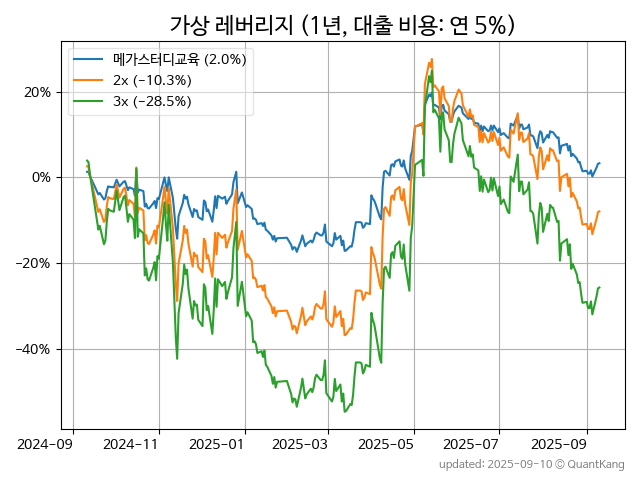 가상 레버리지 (1년, 대출 비용: 연 5%)
메가스터디교육 (2.0%)
2x (−10.3%)
3x (−28.5%)
20%
0%
−20%
−40%
2024−09 2024−11 2025−01 2025−03 2025−05 2025−07 2025−09
updated: 2025−09−10 © QuantKang